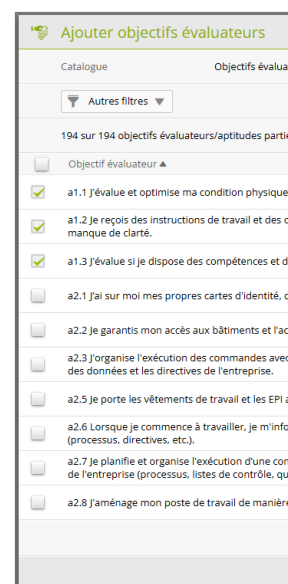 Ajouter objectifs évaluateurs
Catalogue Objectifs évalua
Autres filtres
194 sur 194 objectifs évaluateurs/aptitudes partie
Objectif évaluateur
a1.1 J'évalue et optimise ma condition physique
a1.2 Je reçois des instructions de travail et des
manque de clarté.
a1.3 J'évalue si je dispose des compétences et d
a2.1 J'ai sur moi mes propres cartes d'identité,
a2.2 Je garantis mon accès aux bâtiments et l'ac
a2.3 J'organise l'exécution des commandes avec
des données et les directives de l'entreprise.
a2.5 Je porte les vêtements de travail et les EPI
a2.6 Lorsque je commence à travailler, je m'info
(processus, directives, etc.).
a2.7 Je planifie et organise l'exécution d'une com
de l'entreprise (processus, listes de contrôle, qu
a2.8 J'aménage mon poste de travail de manière